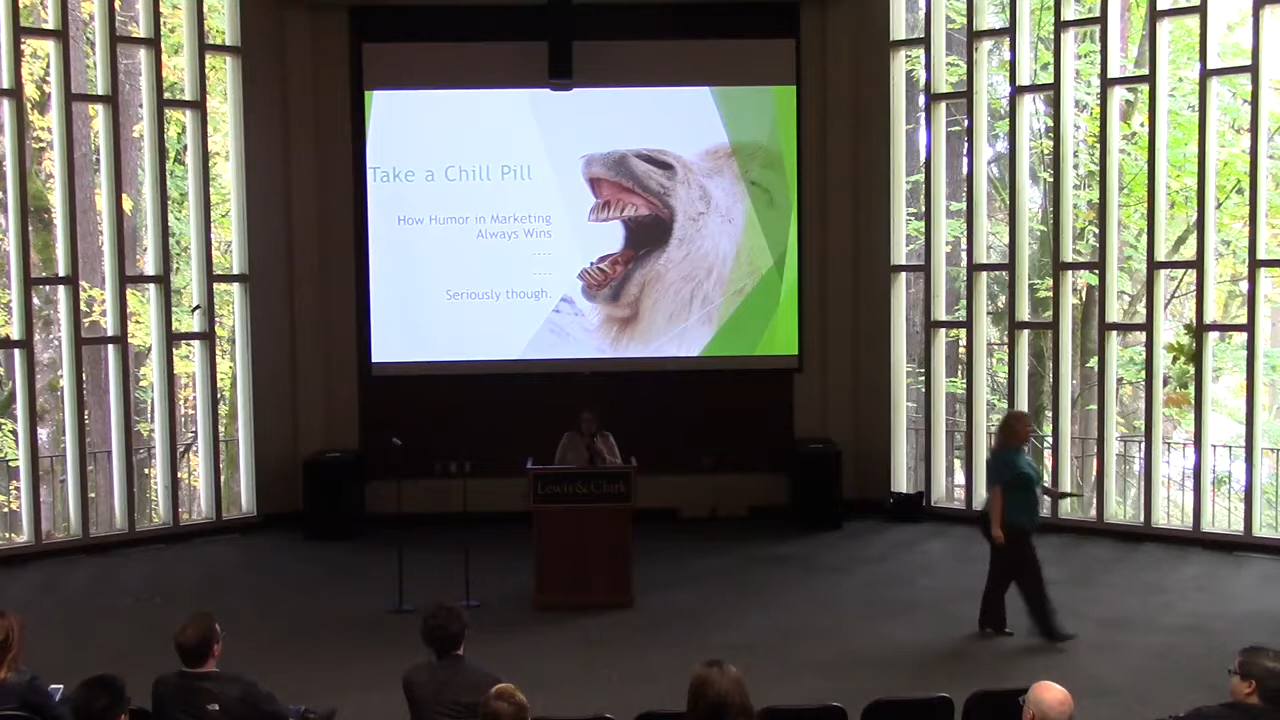 Take a Chill Pill
How Humor in Marketing
Always Wins
----
----
Seriously though.
Lewis & Clark